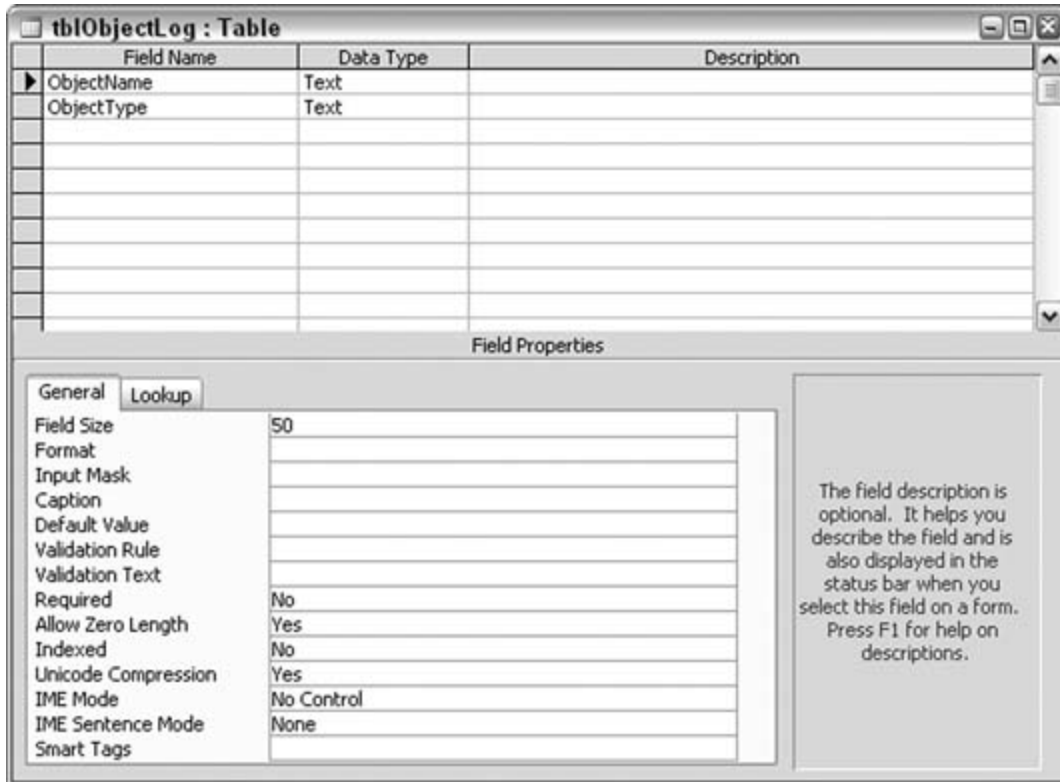 tblObjectLog : Table
Field Name Data Type Description
ObjectName Text
ObjectType Text
Field Properties
General Lookup
Field Size 50
Format
Input Mask
Caption
Default Value
Validation Rule
Validation Text
Required No
Allow Zero Length Yes
Indexed No
Unicode Compression Yes
IME Mode No Control
IME Sentence Mode None
Smart Tags
The field description is
optional. It helps you
describe the field and is
also displayed in the
status bar when you
select this field on a form.
Press F1 for help on
descriptions.